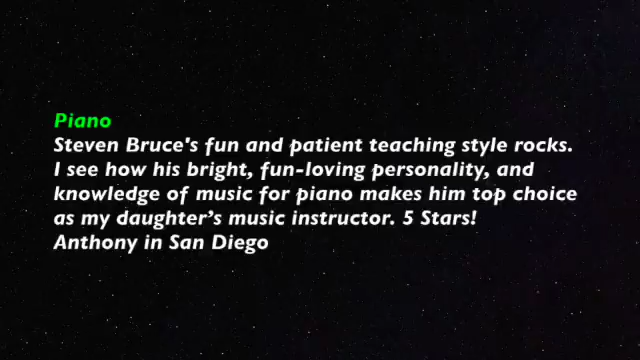 Piano
Steven Bruce's fun and patient teaching style rocks.
I see how his bright, fun-loving personality, and
knowledge of music for piano makes him top choice
as my daughter’s music instructor. 5 Stars!
Anthony in San Diego